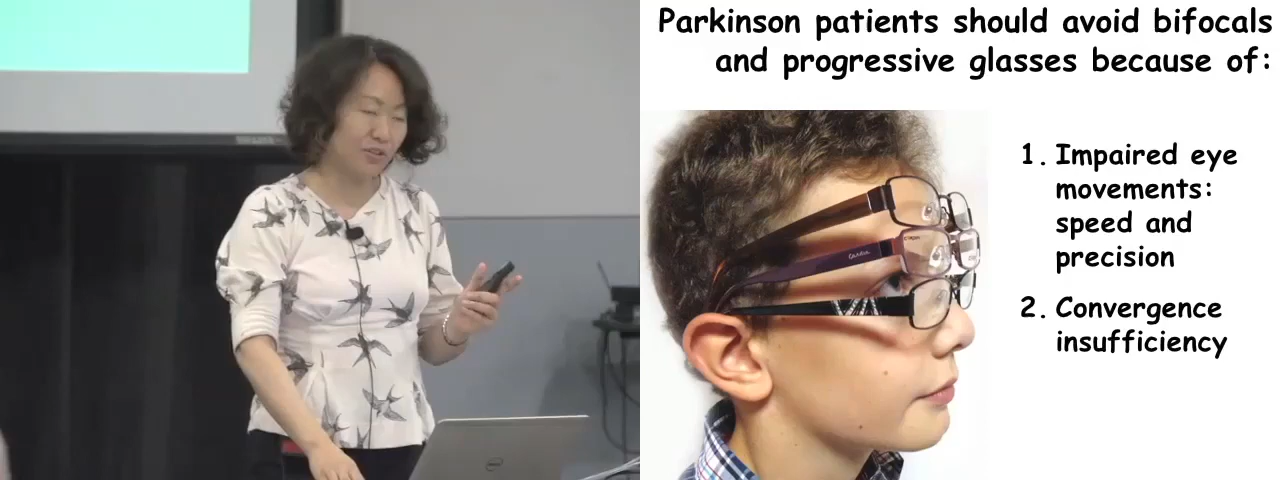 Parkinson patients should avoid bifocals
and progressive glasses because of:
1. Impaired eye
movements:
speed and
precision
2. Convergence
insufficiency
DELL